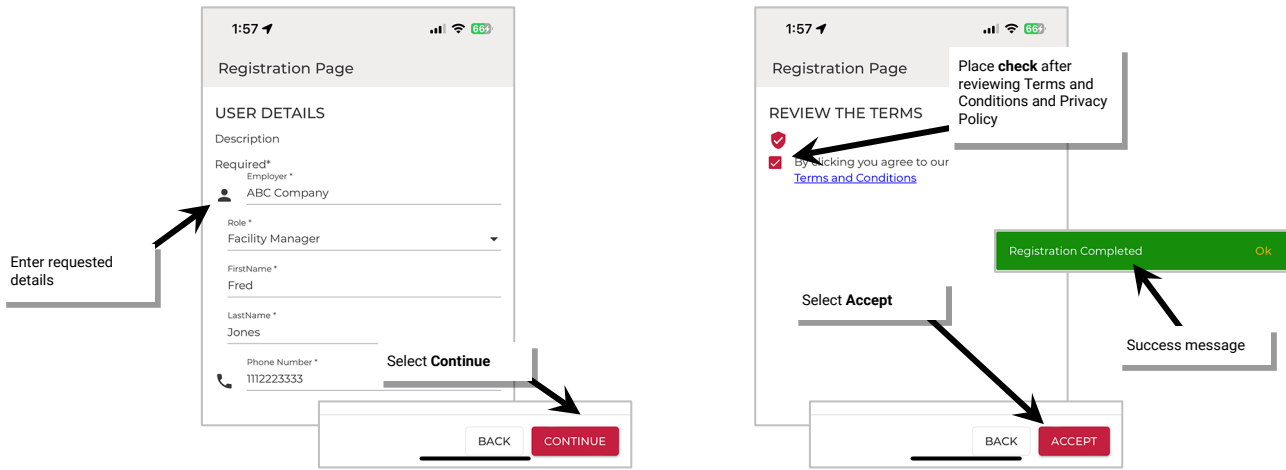 1:57
66
Registration Page
USER DETAILS
Description
Required*
Employer *
ABC Company
Role *
Facility Manager
FirstName *
Fred
LastName *
Jones
Phone Number *
1112223333
Enter requested
details
Select Continue
BACK
CONTINUE
1:57
66
Registration Page
Place check after
reviewing Terms and
Conditions and Privacy
Policy
REVIEW THE TERMS
By clicking you agree to our
Terms and Conditions
Registration Completed
Ok
Select Accept
Success message
BACK
ACCEPT